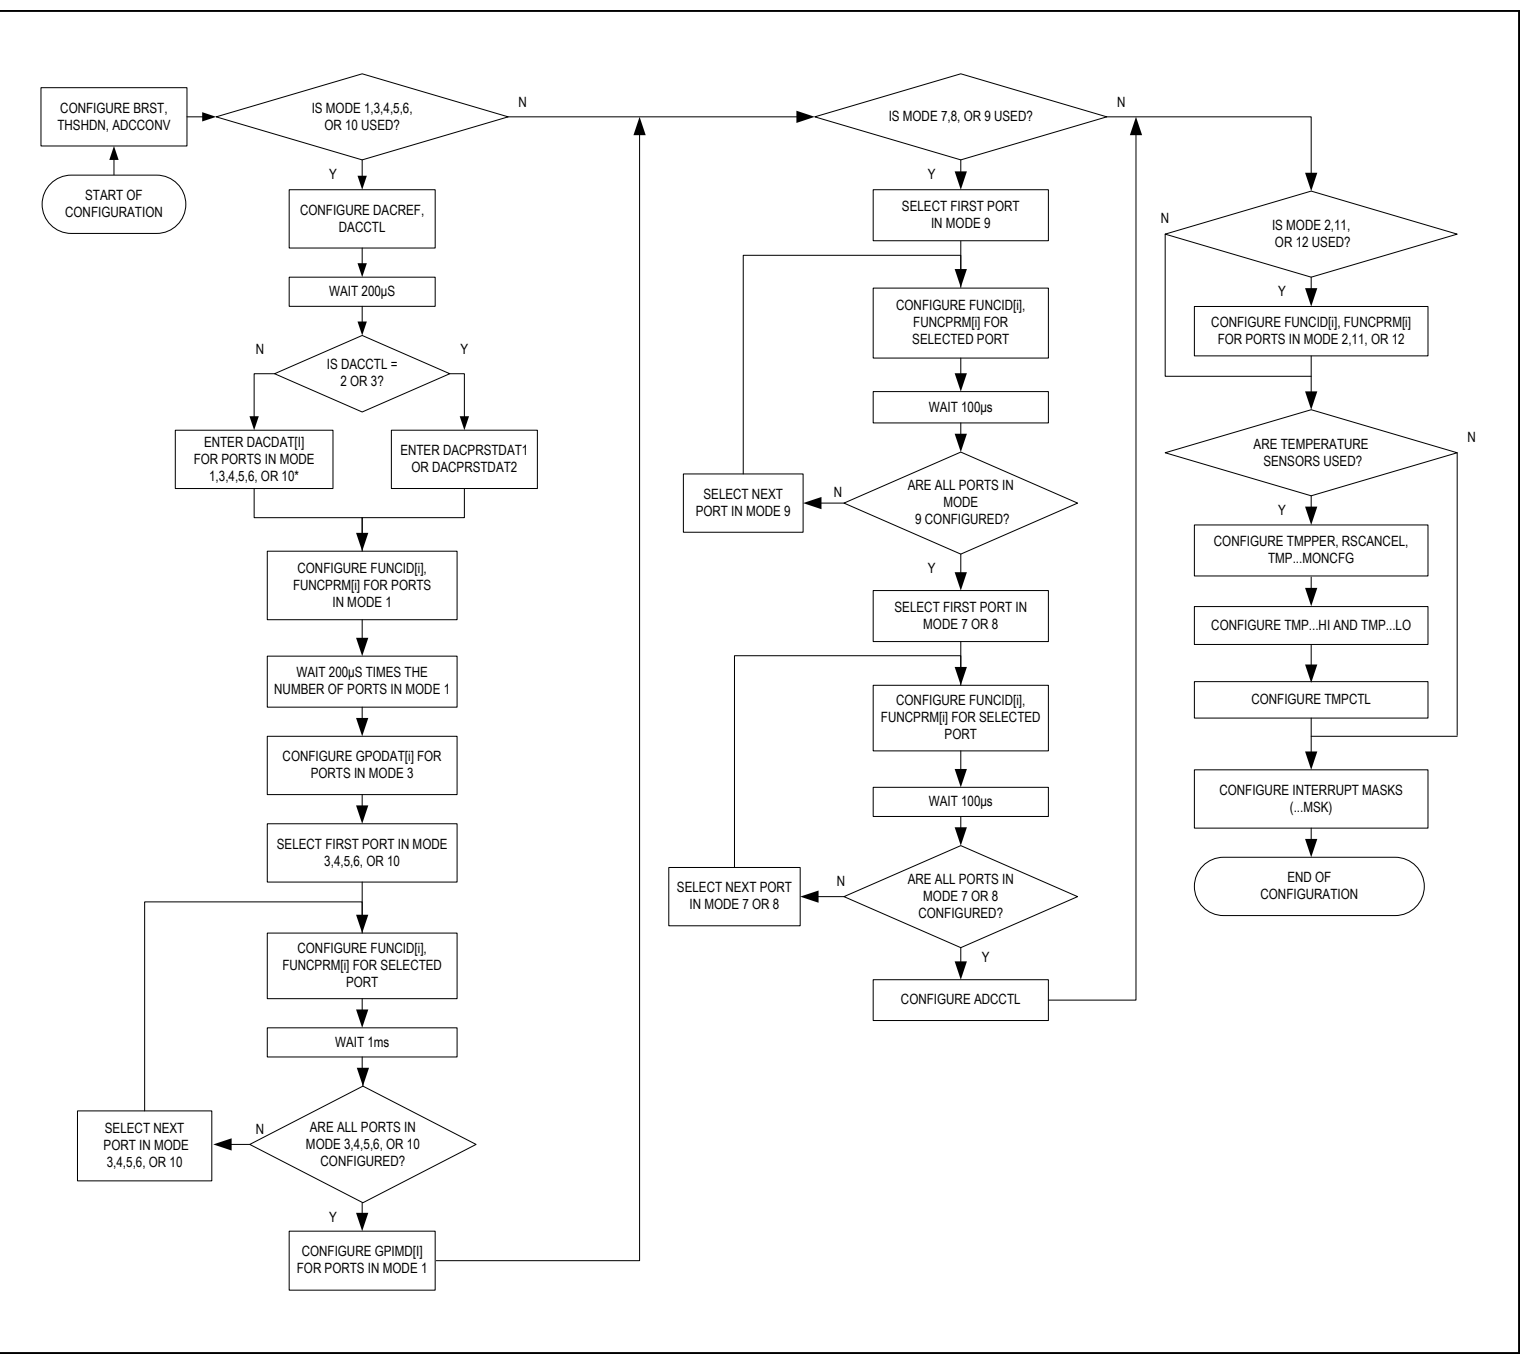 CONFIGURE BRST,
THSHDN, ADCCONV
START OF
CONFIGURATION
IS MODE 1,3,4,5,6,
OR 10 USED?
N
Y
CONFIGURE DACREF,
DACCTL
WAIT 200µS
IS DACCTL =
2 OR 3?
N
Y
ENTER DACDAT[I]
FOR PORTS IN MODE
1,3,4,5,6, OR 10*
ENTER DACPRSTDAT1
OR DACPRSTDAT2
CONFIGURE FUNCID[i],
FUNCPRM[i] FOR PORTS
IN MODE 1
WAIT 200µS TIMES THE
NUMBER OF PORTS IN MODE 1
CONFIGURE GPODAT[i] FOR
PORTS IN MODE 3
SELECT FIRST PORT IN MODE
3,4,5,6, OR 10
CONFIGURE FUNCID[i],
FUNCPRM[i] FOR SELECTED
PORT
WAIT 1ms
ARE ALL PORTS IN
MODE 3,4,5,6, OR 10
CONFIGURED?
N
SELECT NEXT
PORT IN MODE
3,4,5,6, OR 10
Y
CONFIGURE GPIMD[I]
FOR PORTS IN MODE 1
IS MODE 7,8, OR 9 USED?
N
Y
SELECT FIRST PORT
IN MODE 9
CONFIGURE FUNCID[i],
FUNCPRM[i] FOR
SELECTED PORT
WAIT 100µs
ARE ALL PORTS IN
MODE
9 CONFIGURED?
N
SELECT NEXT
PORT IN MODE 9
Y
SELECT FIRST PORT IN
MODE 7 OR 8
CONFIGURE FUNCID[i],
FUNCPRM[i] FOR SELECTED
PORT
WAIT 100µs
ARE ALL PORTS IN
MODE 7 OR 8
CONFIGURED?
N
SELECT NEXT PORT
IN MODE 7 OR 8
Y
CONFIGURE ADCCTL
IS MODE 2,11,
OR 12 USED?
N
Y
CONFIGURE FUNCID[i], FUNCPRM[i]
FOR PORTS IN MODE 2,11, OR 12
ARE TEMPERATURE
SENSORS USED?
N
Y
CONFIGURE TMPPER, RSCANCEL,
TMP...MONCFG
CONFIGURE TMP...HI AND TMP...LO
CONFIGURE TMPCTL
CONFIGURE INTERRUPT MASKS
(...MSK)
END OF
CONFIGURATION